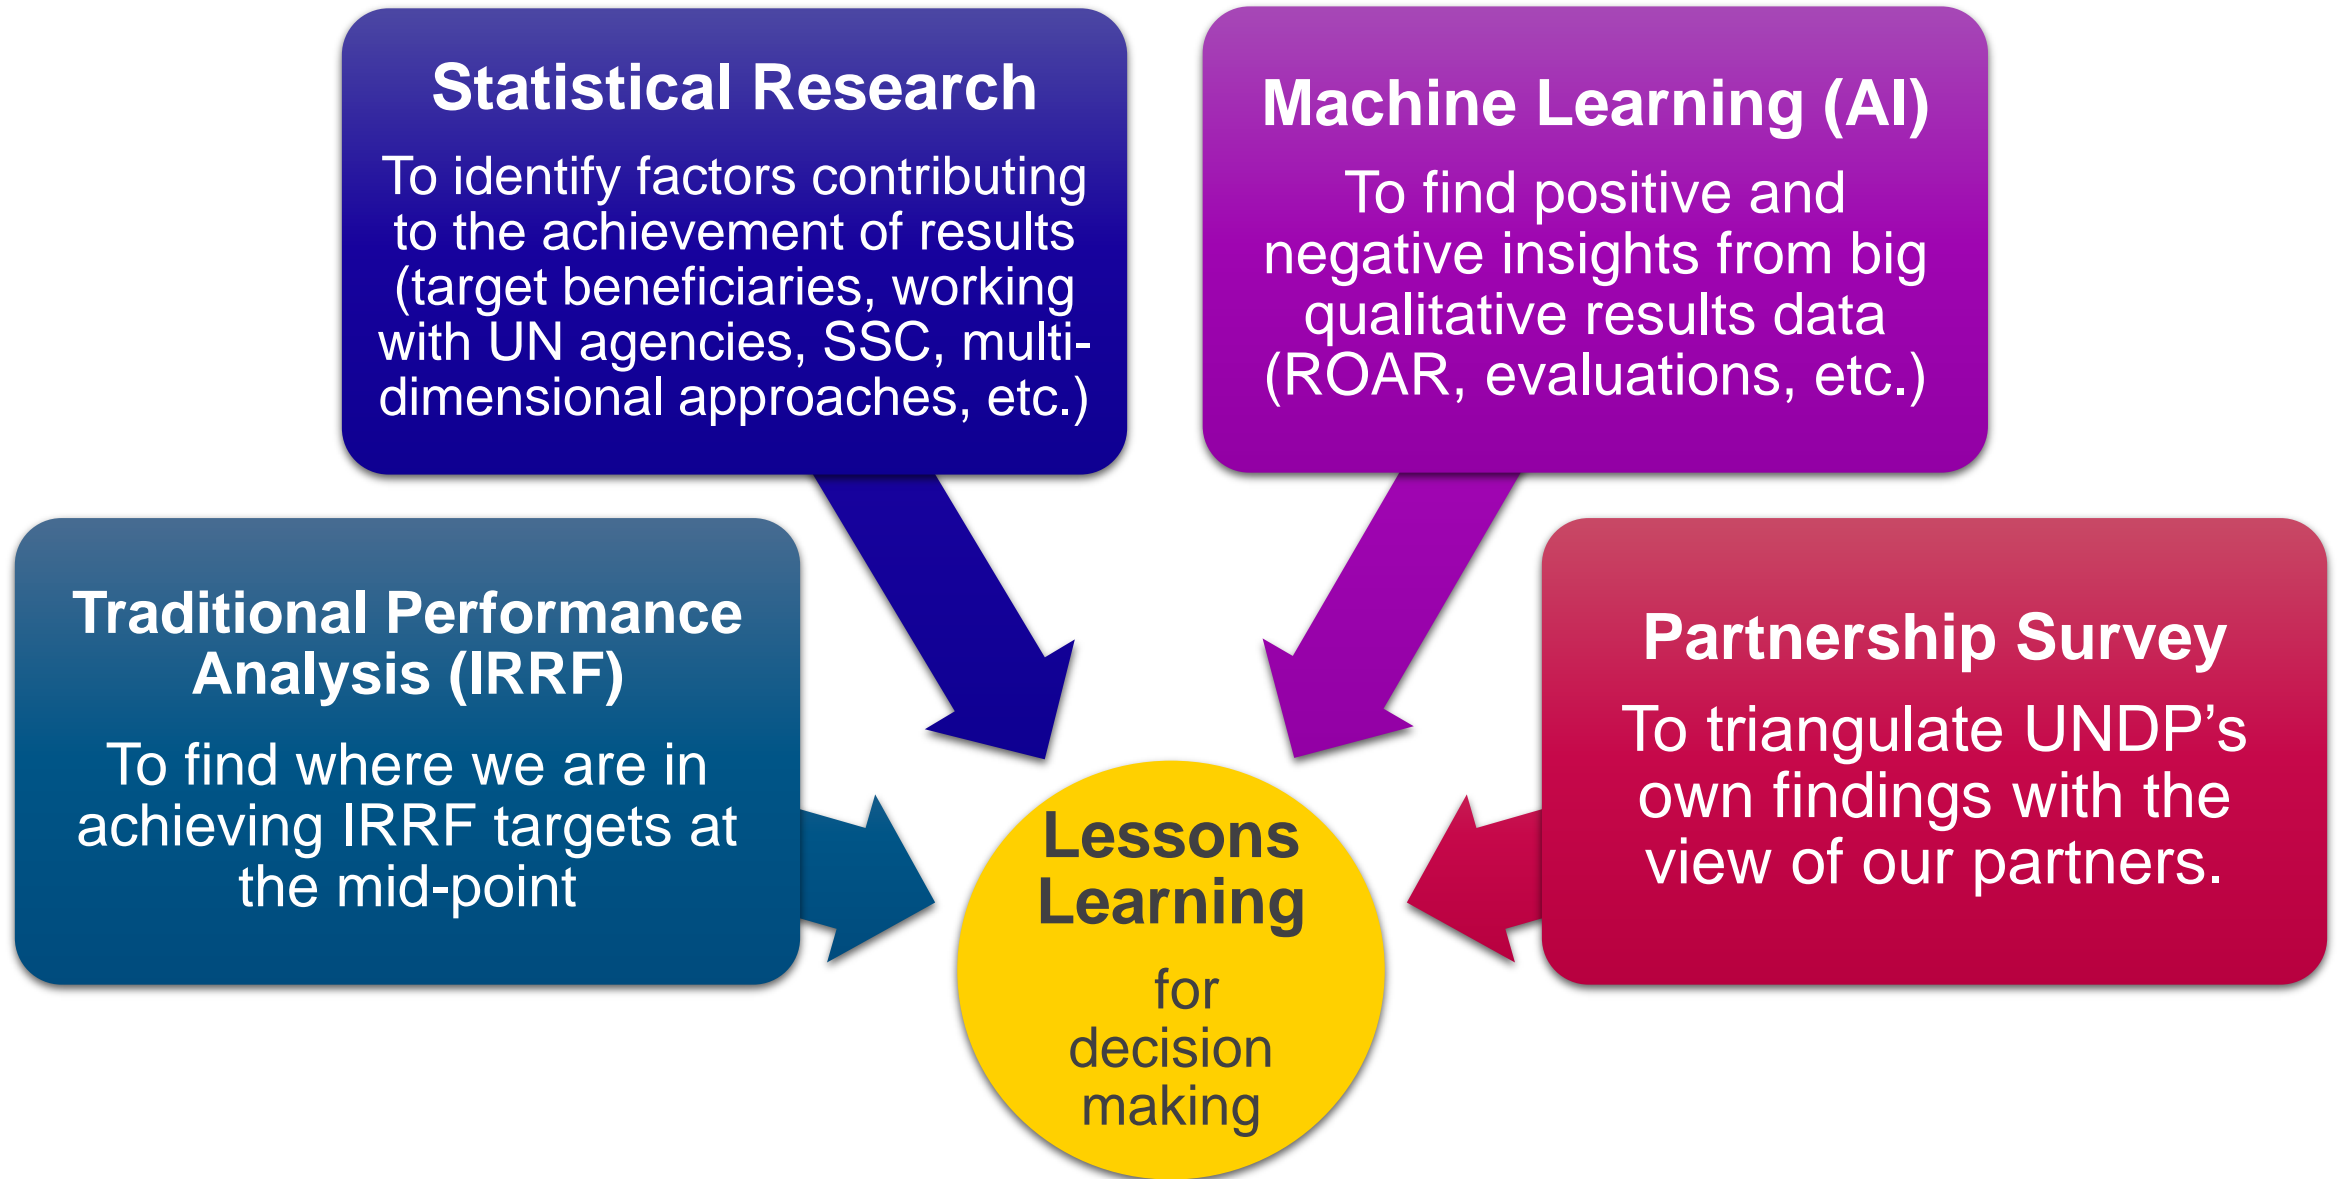 Statistical Research
To identify factors contributing
to the achievement of results
(target beneficiaries, working
with UN agencies, SSC, multi-
dimensional approaches, etc.)
Machine Learning (AI)
To find positive and
negative insights from big
qualitative results data
(ROAR, evaluations, etc.)
Traditional Performance
Analysis (IRRF)
To find where we are in
achieving IRRF targets at
the mid-point
Partnership Survey
To triangulate UNDP’s
own findings with the
view of our partners.
Lessons
Learning
for
decision
making